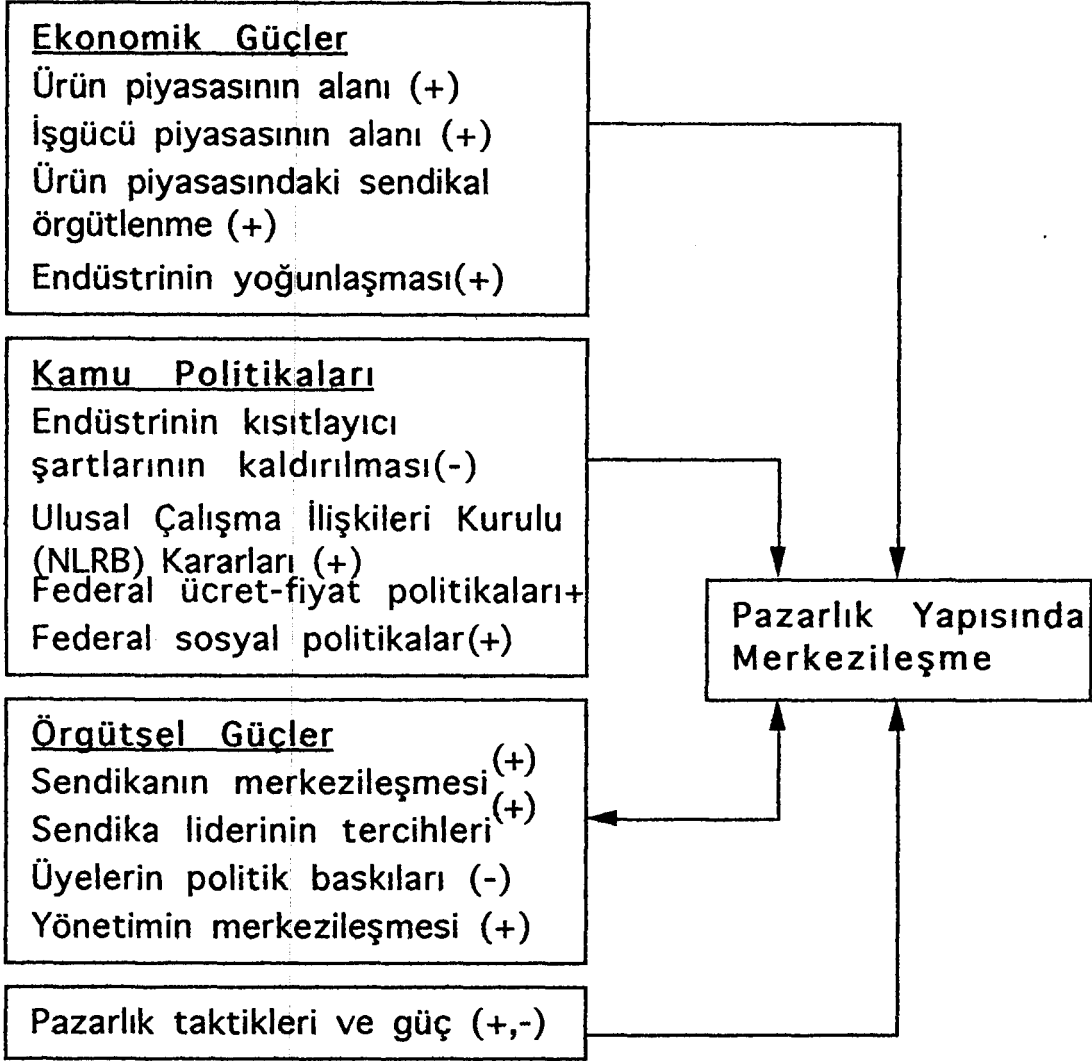 Ekonomik Güçler
Ürün piyasasının alanı (+)
İşgücü piyasasının alanı (+)
Ürün piyasasındaki sendikal
örgütlenme (+)
Endüstrinin yoğunlaşması(+)
Kamu Politikaları
Endüstrinin kısıtlayıcı
şartlarının kaldırılması(-)
Ulusal Çalışma İlişkileri Kurulu
(NLRB) Kararları (+)
Federal ücret-fiyat politikaları+
Federal sosyal politikalar(+)
Örgütsel Güçler
Sendikanın merkezileşmesi(+)
Sendika liderinin tercihleri(+)
Üyelerin politik baskıları (-)
Yönetimin merkezileşmesi (+)
Pazarlık taktikleri ve güç (+,-)
Pazarlık Yapısında
Merkezileşme